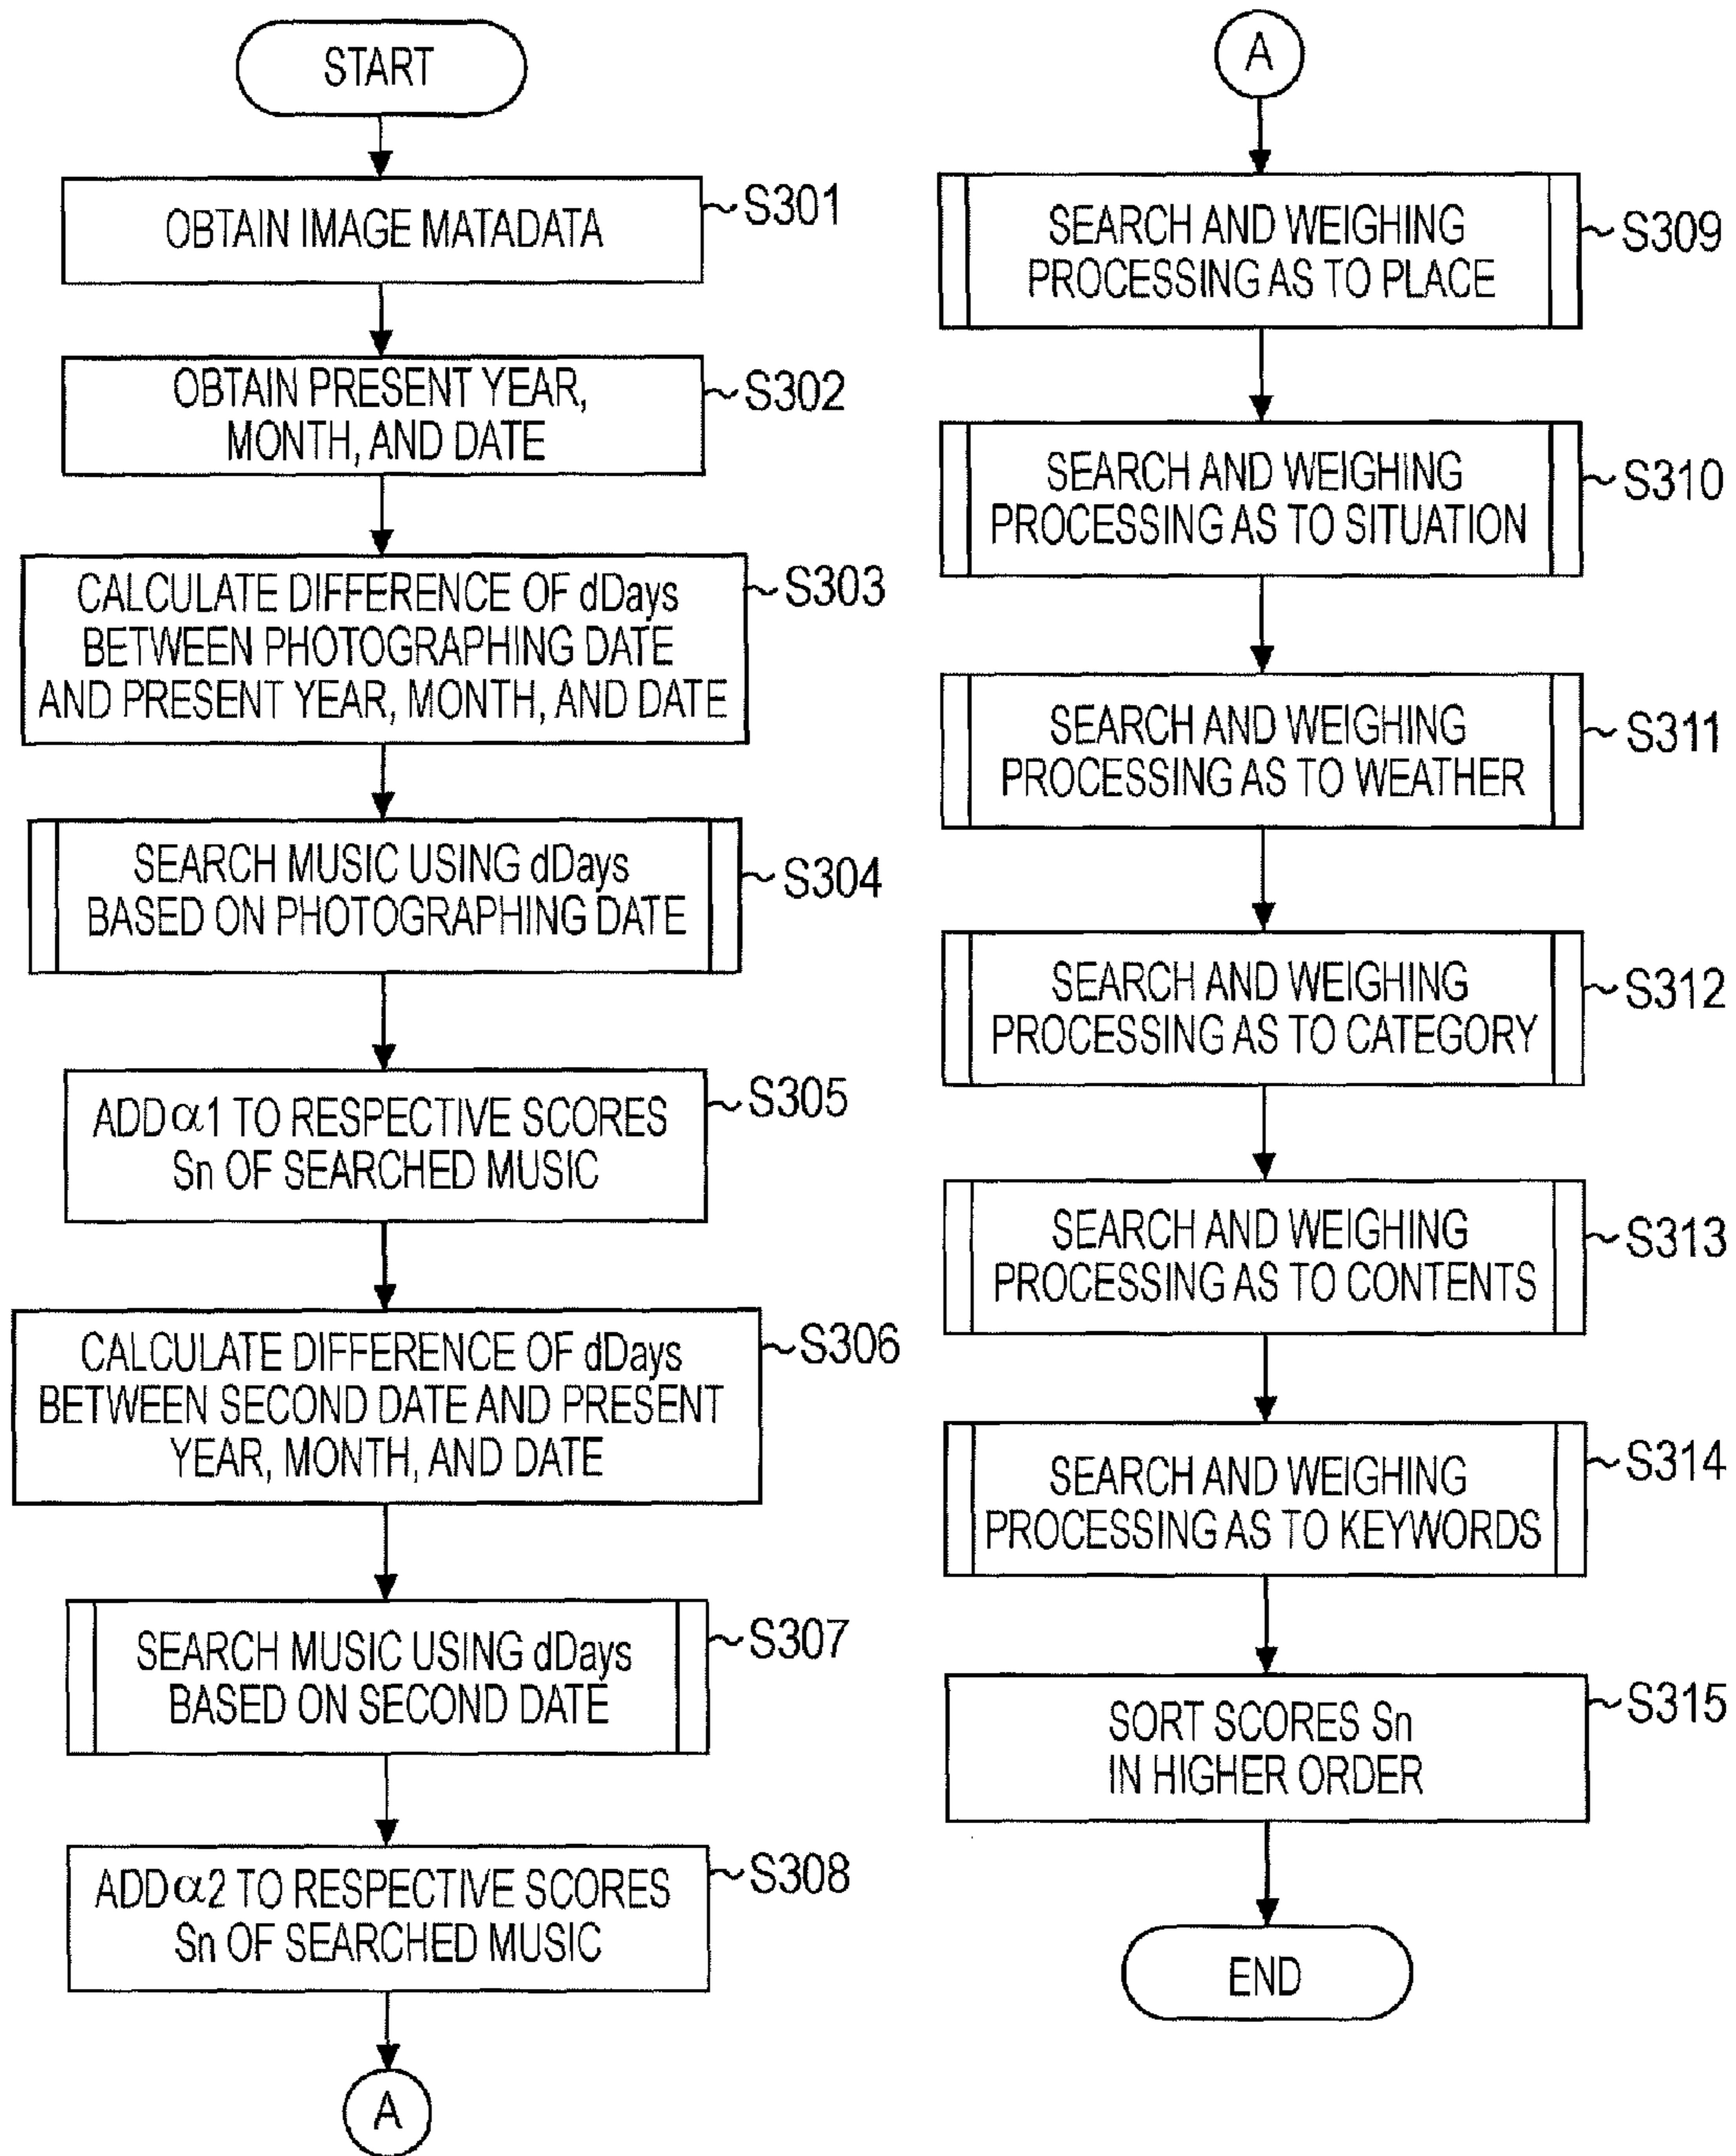 START
OBTAIN IMAGE MATADATA
S301
OBTAIN PRESENT YEAR,
MONTH, AND DATE
S302
CALCULATE DIFFERENCE OF dDays
BETWEEN PHOTOGRAPHING DATE
AND PRESENT YEAR, MONTH, AND DATE
S303
SEARCH MUSIC USING dDays
BASED ON PHOTOGRAPHING DATE
S304
ADD α1 TO RESPECTIVE SCORES
Sn OF SEARCHED MUSIC
S305
CALCULATE DIFFERENCE OF dDays
BETWEEN SECOND DATE AND PRESENT
YEAR, MONTH, AND DATE
S306
SEARCH MUSIC USING dDays
BASED ON SECOND DATE
S307
ADD α2 TO RESPECTIVE SCORES
Sn OF SEARCHED MUSIC
S308
A
A
SEARCH AND WEIGHING
PROCESSING AS TO PLACE
S309
SEARCH AND WEIGHING
PROCESSING AS TO SITUATION
S310
SEARCH AND WEIGHING
PROCESSING AS TO WEATHER
S311
SEARCH AND WEIGHING
PROCESSING AS TO CATEGORY
S312
SEARCH AND WEIGHING
PROCESSING AS TO CONTENTS
S313
SEARCH AND WEIGHING
PROCESSING AS TO KEYWORDS
S314
SORT SCORES Sn
IN HIGHER ORDER
S315
END